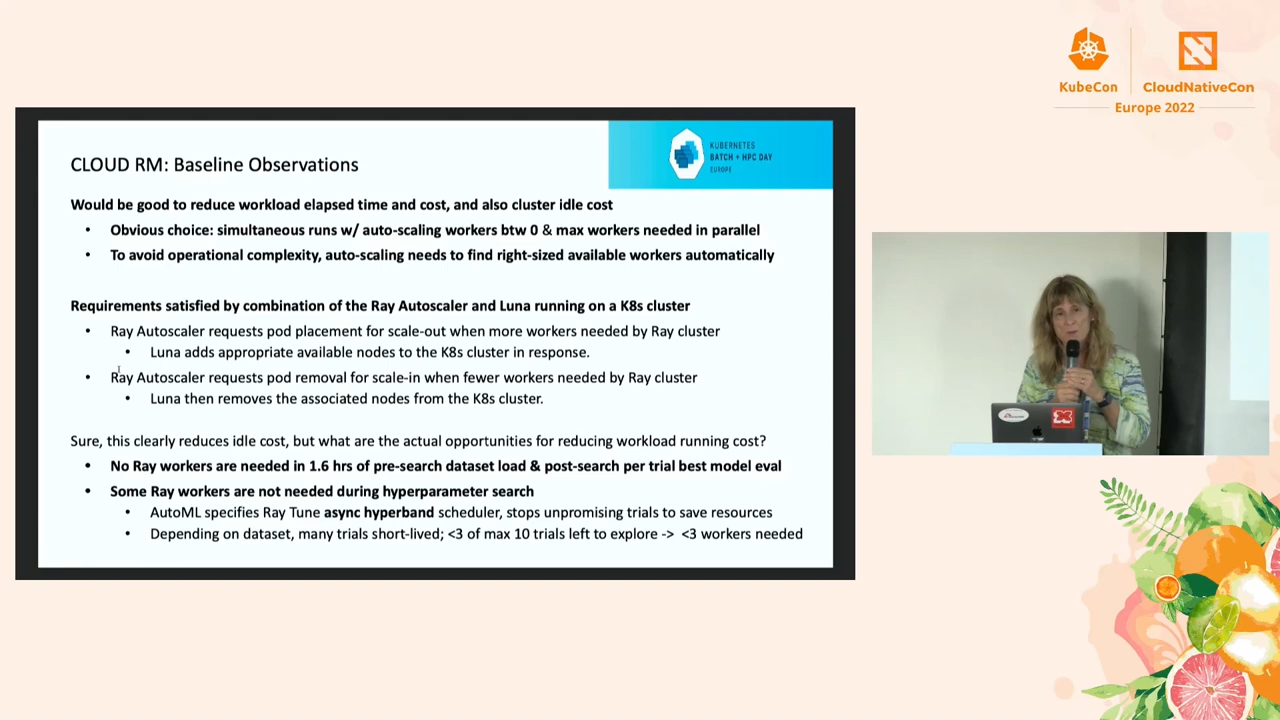 KubeCon
CloudNativeCon
Europe 2022
KUBERNETES
BATCH + HPC DAY
EUROPE
CLOUD RM: Baseline Observations
Would be good to reduce workload elapsed time and cost, and also cluster idle cost
• Obvious choice: simultaneous runs w/ auto-scaling workers btw 0 & max workers needed in parallel
• To avoid operational complexity, auto-scaling needs to find right-sized available workers automatically
Requirements satisfied by combination of the Ray Autoscaler and Luna running on a K8s cluster
• Ray Autoscaler requests pod placement for scale-out when more workers needed by Ray cluster
• Luna adds appropriate available nodes to the K8s cluster in response.
• Ray Autoscaler requests pod removal for scale-in when fewer workers needed by Ray cluster
• Luna then removes the associated nodes from the K8s cluster.
Sure, this clearly reduces idle cost, but what are the actual opportunities for reducing workload running cost?
• No Ray workers are needed in 1.6 hrs of pre-search dataset load & post-search per trial best model eval
• Some Ray workers are not needed during hyperparameter search
• AutoML specifies Ray Tune async hyperband scheduler, stops unpromising trials to save resources
• Depending on dataset, many trials short-lived; <3 of max 10 trials left to explore -> <3 workers needed